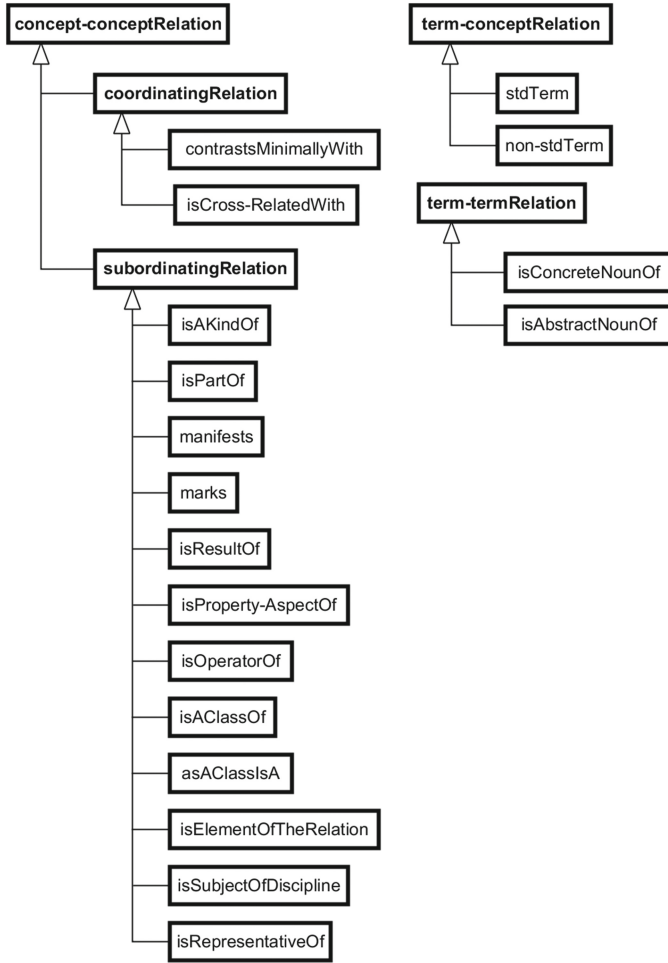 concept-conceptRelation
coordinatingRelation
contrastsMinimallyWith
isCross-RelatedWith
subordinatingRelation
isAKindOf
isPartOf
manifests
marks
isResultOf
isProperty-AspectOf
isOperatorOf
isAClassOf
asAClassIsA
isElementOfTheRelation
isSubjectOfDiscipline
isRepresentativeOf
term-conceptRelation
stdTerm
non-stdTerm
term-termRelation
isConcreteNounOf
isAbstractNounOf